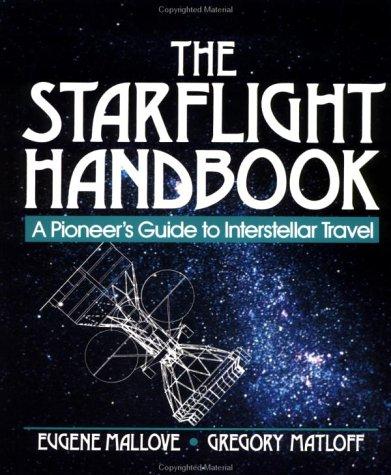 Copyrighted Material
THE
STARFLIGHT
HANDBOOK
A Pioneer's Guide to Interstellar Travel
EUGENE MALLOVE • GREGORY MATLOFF
Copyrighted Material